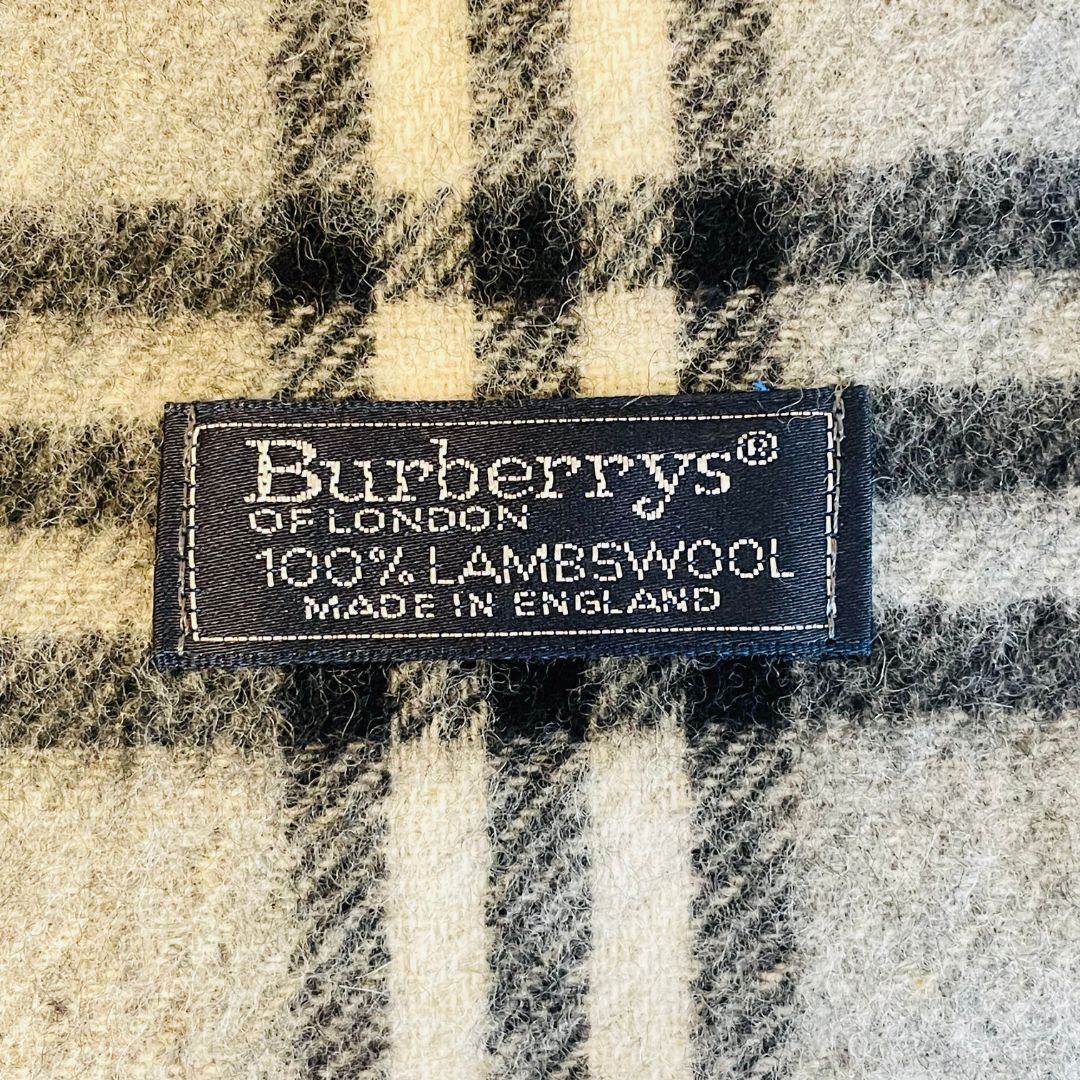 Burberrys®
OF LONDON
100% LAMBSWOOL
MADE IN ENGLAND